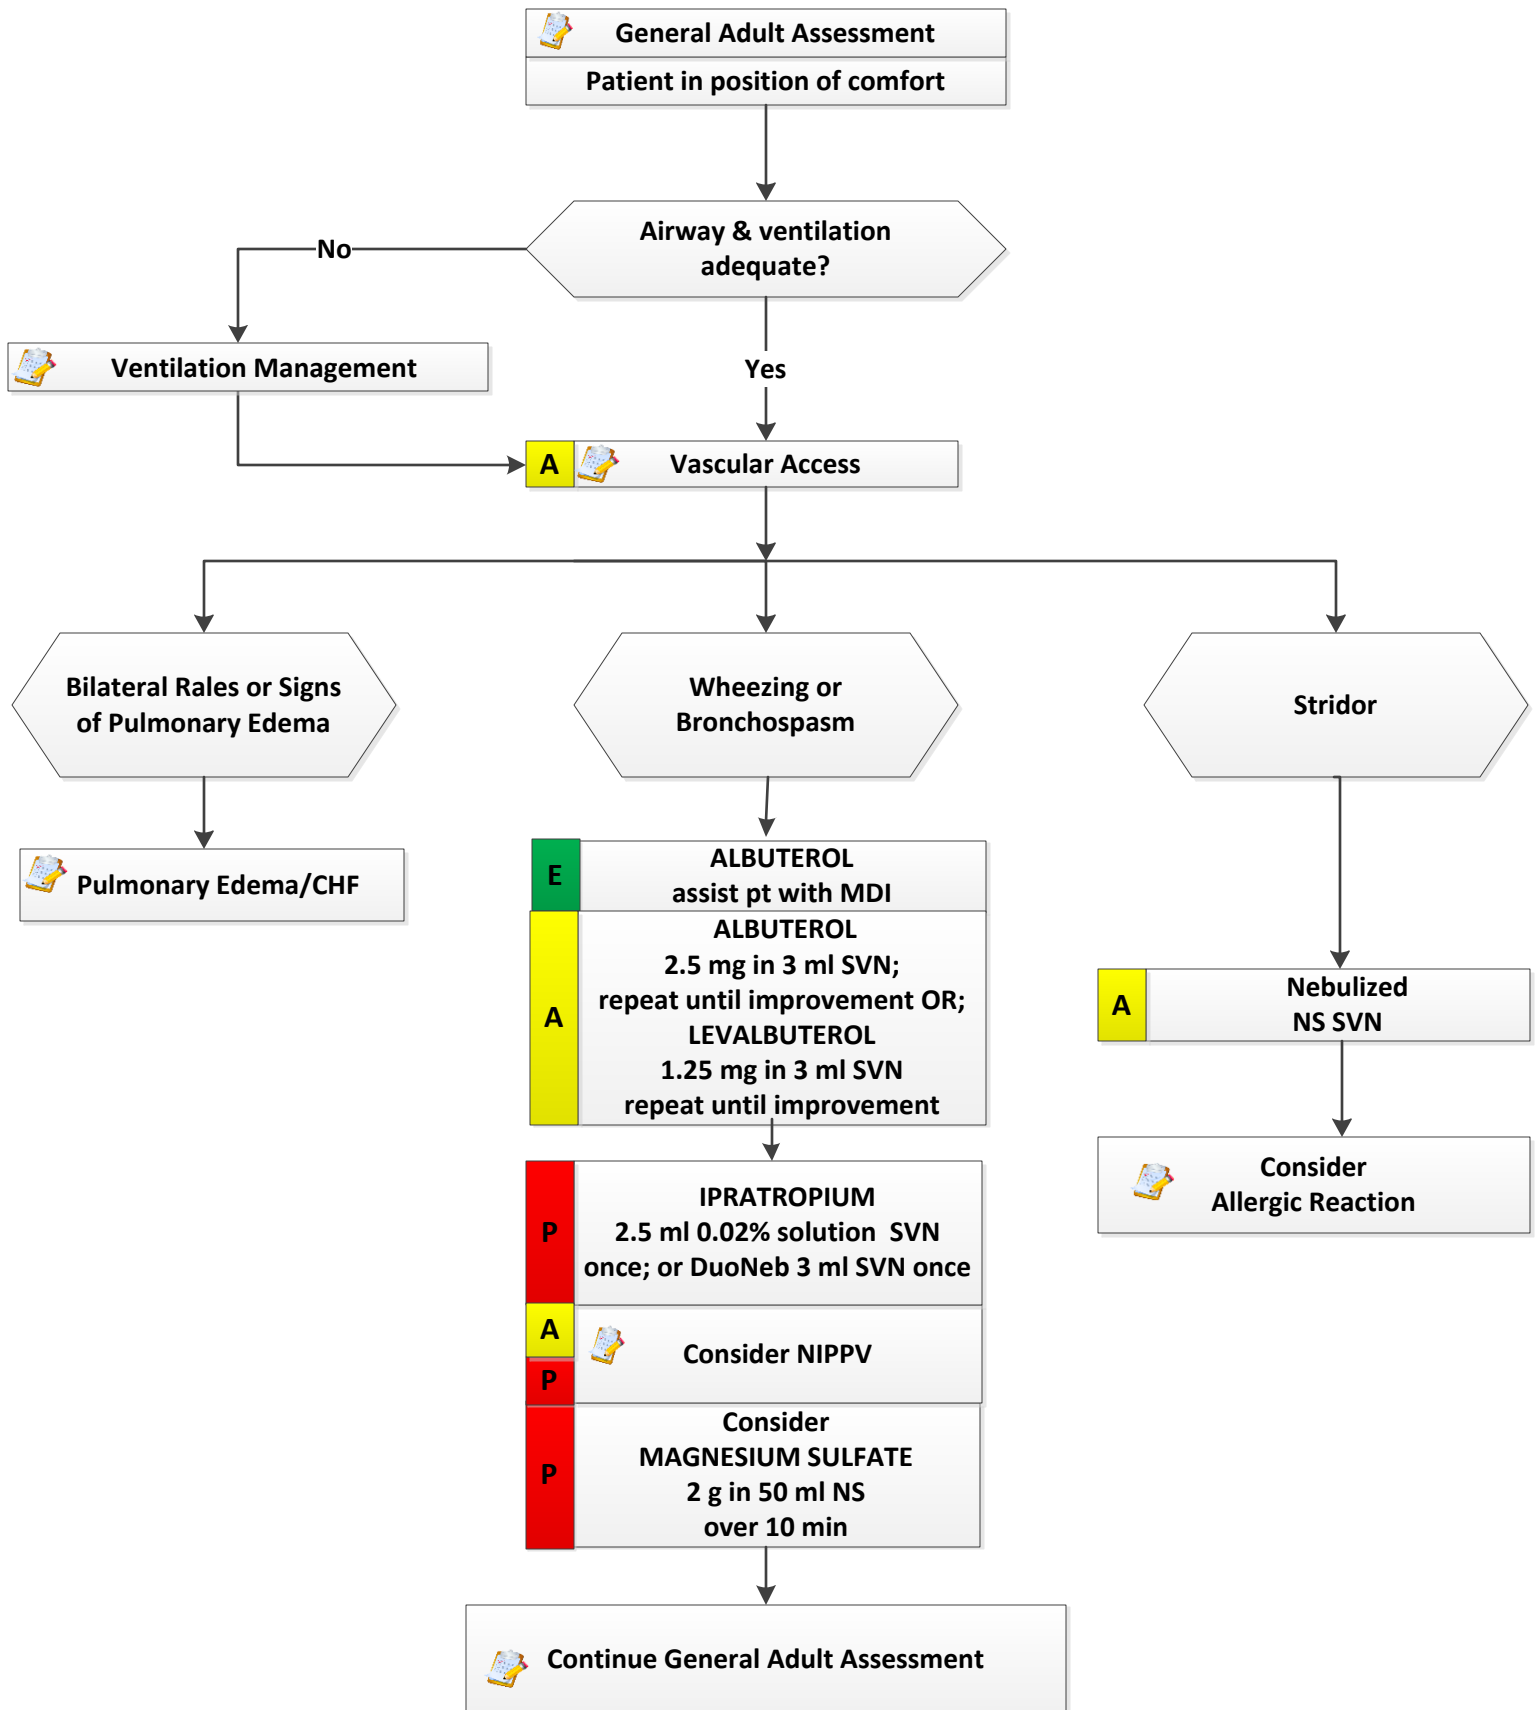 General Adult Assessment
Patient in position of comfort
Airway & ventilation
adequate?
No
Yes
Ventilation Management
A
Vascular Access
Bilateral Rales or Signs
of Pulmonary Edema
Pulmonary Edema/CHF
Wheezing or
Bronchospasm
E
ALBUTEROL
assist pt with MDI
A
ALBUTEROL
2.5 mg in 3 ml SVN;
repeat until improvement OR;
LEVALBUTEROL
1.25 mg in 3 ml SVN
repeat until improvement
P
IPRATROPIUM
2.5 ml 0.02% solution SVN
once; or DuoNeb 3 ml SVN once
A
P
Consider NIPPV
P
Consider
MAGNESIUM SULFATE
2 g in 50 ml NS
over 10 min
Continue General Adult Assessment
Stridor
A
Nebulized
NS SVN
Consider
Allergic Reaction